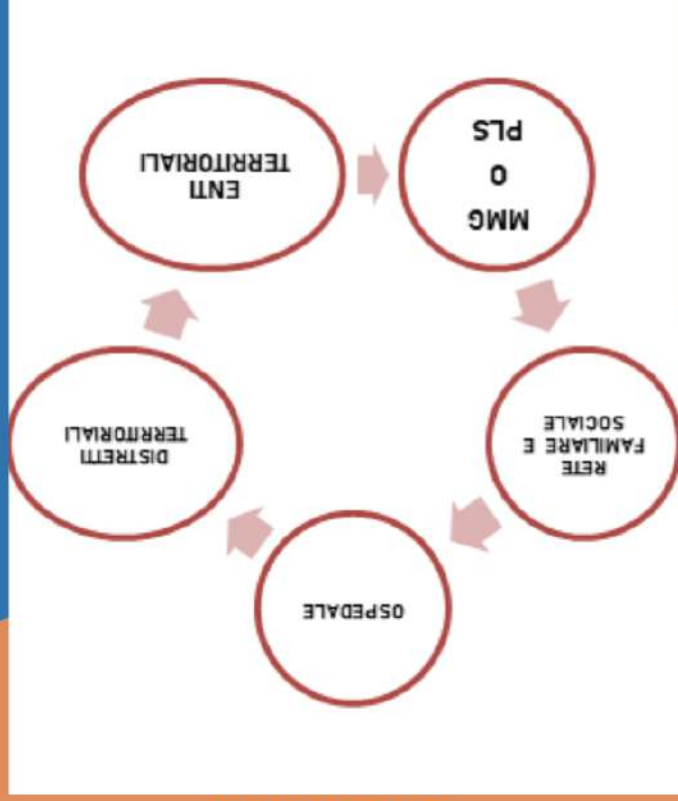 OSPEDALE
RETE
FAMILIARE E
SOCIALE
DISTRETTI
TERRITORIALI
MMG
O
PLS
ENTI
TERRITORIALI